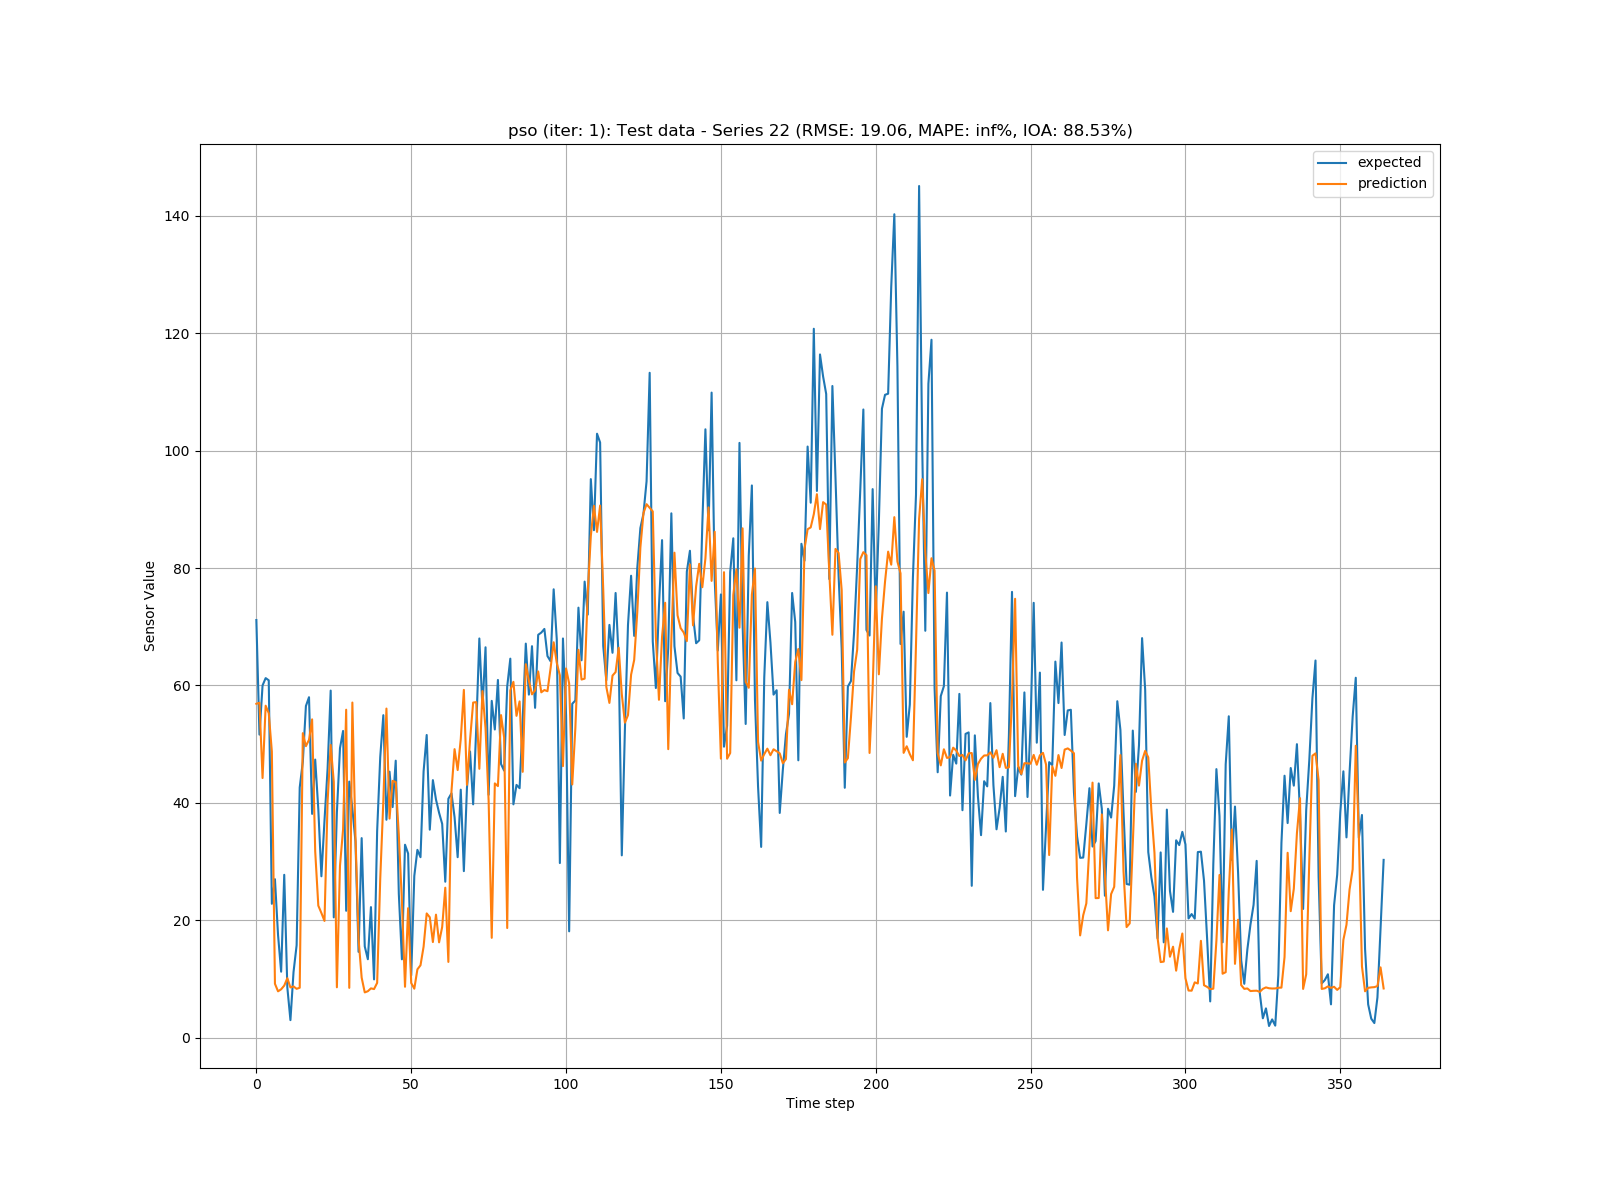 pso (iter: 1): Test data - Series 22 (RMSE: 19.06, MAPE: inf%, IOA: 88.53%)
expected
prediction
Sensor Value
140
120
100
80
60
40
20
0
0 50 100 150 200 250 300 350
Time step